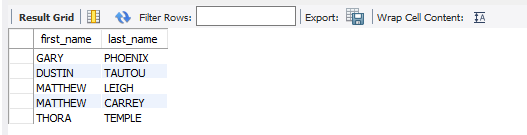 Result Grid Filter Rows: Export: Wrap Cell Content: IA
first_name last_name
GARY PHOENIX
DUSTIN TAUTOU
MATTHEW LEIGH
MATTHEW CARREY
THORA TEMPLE